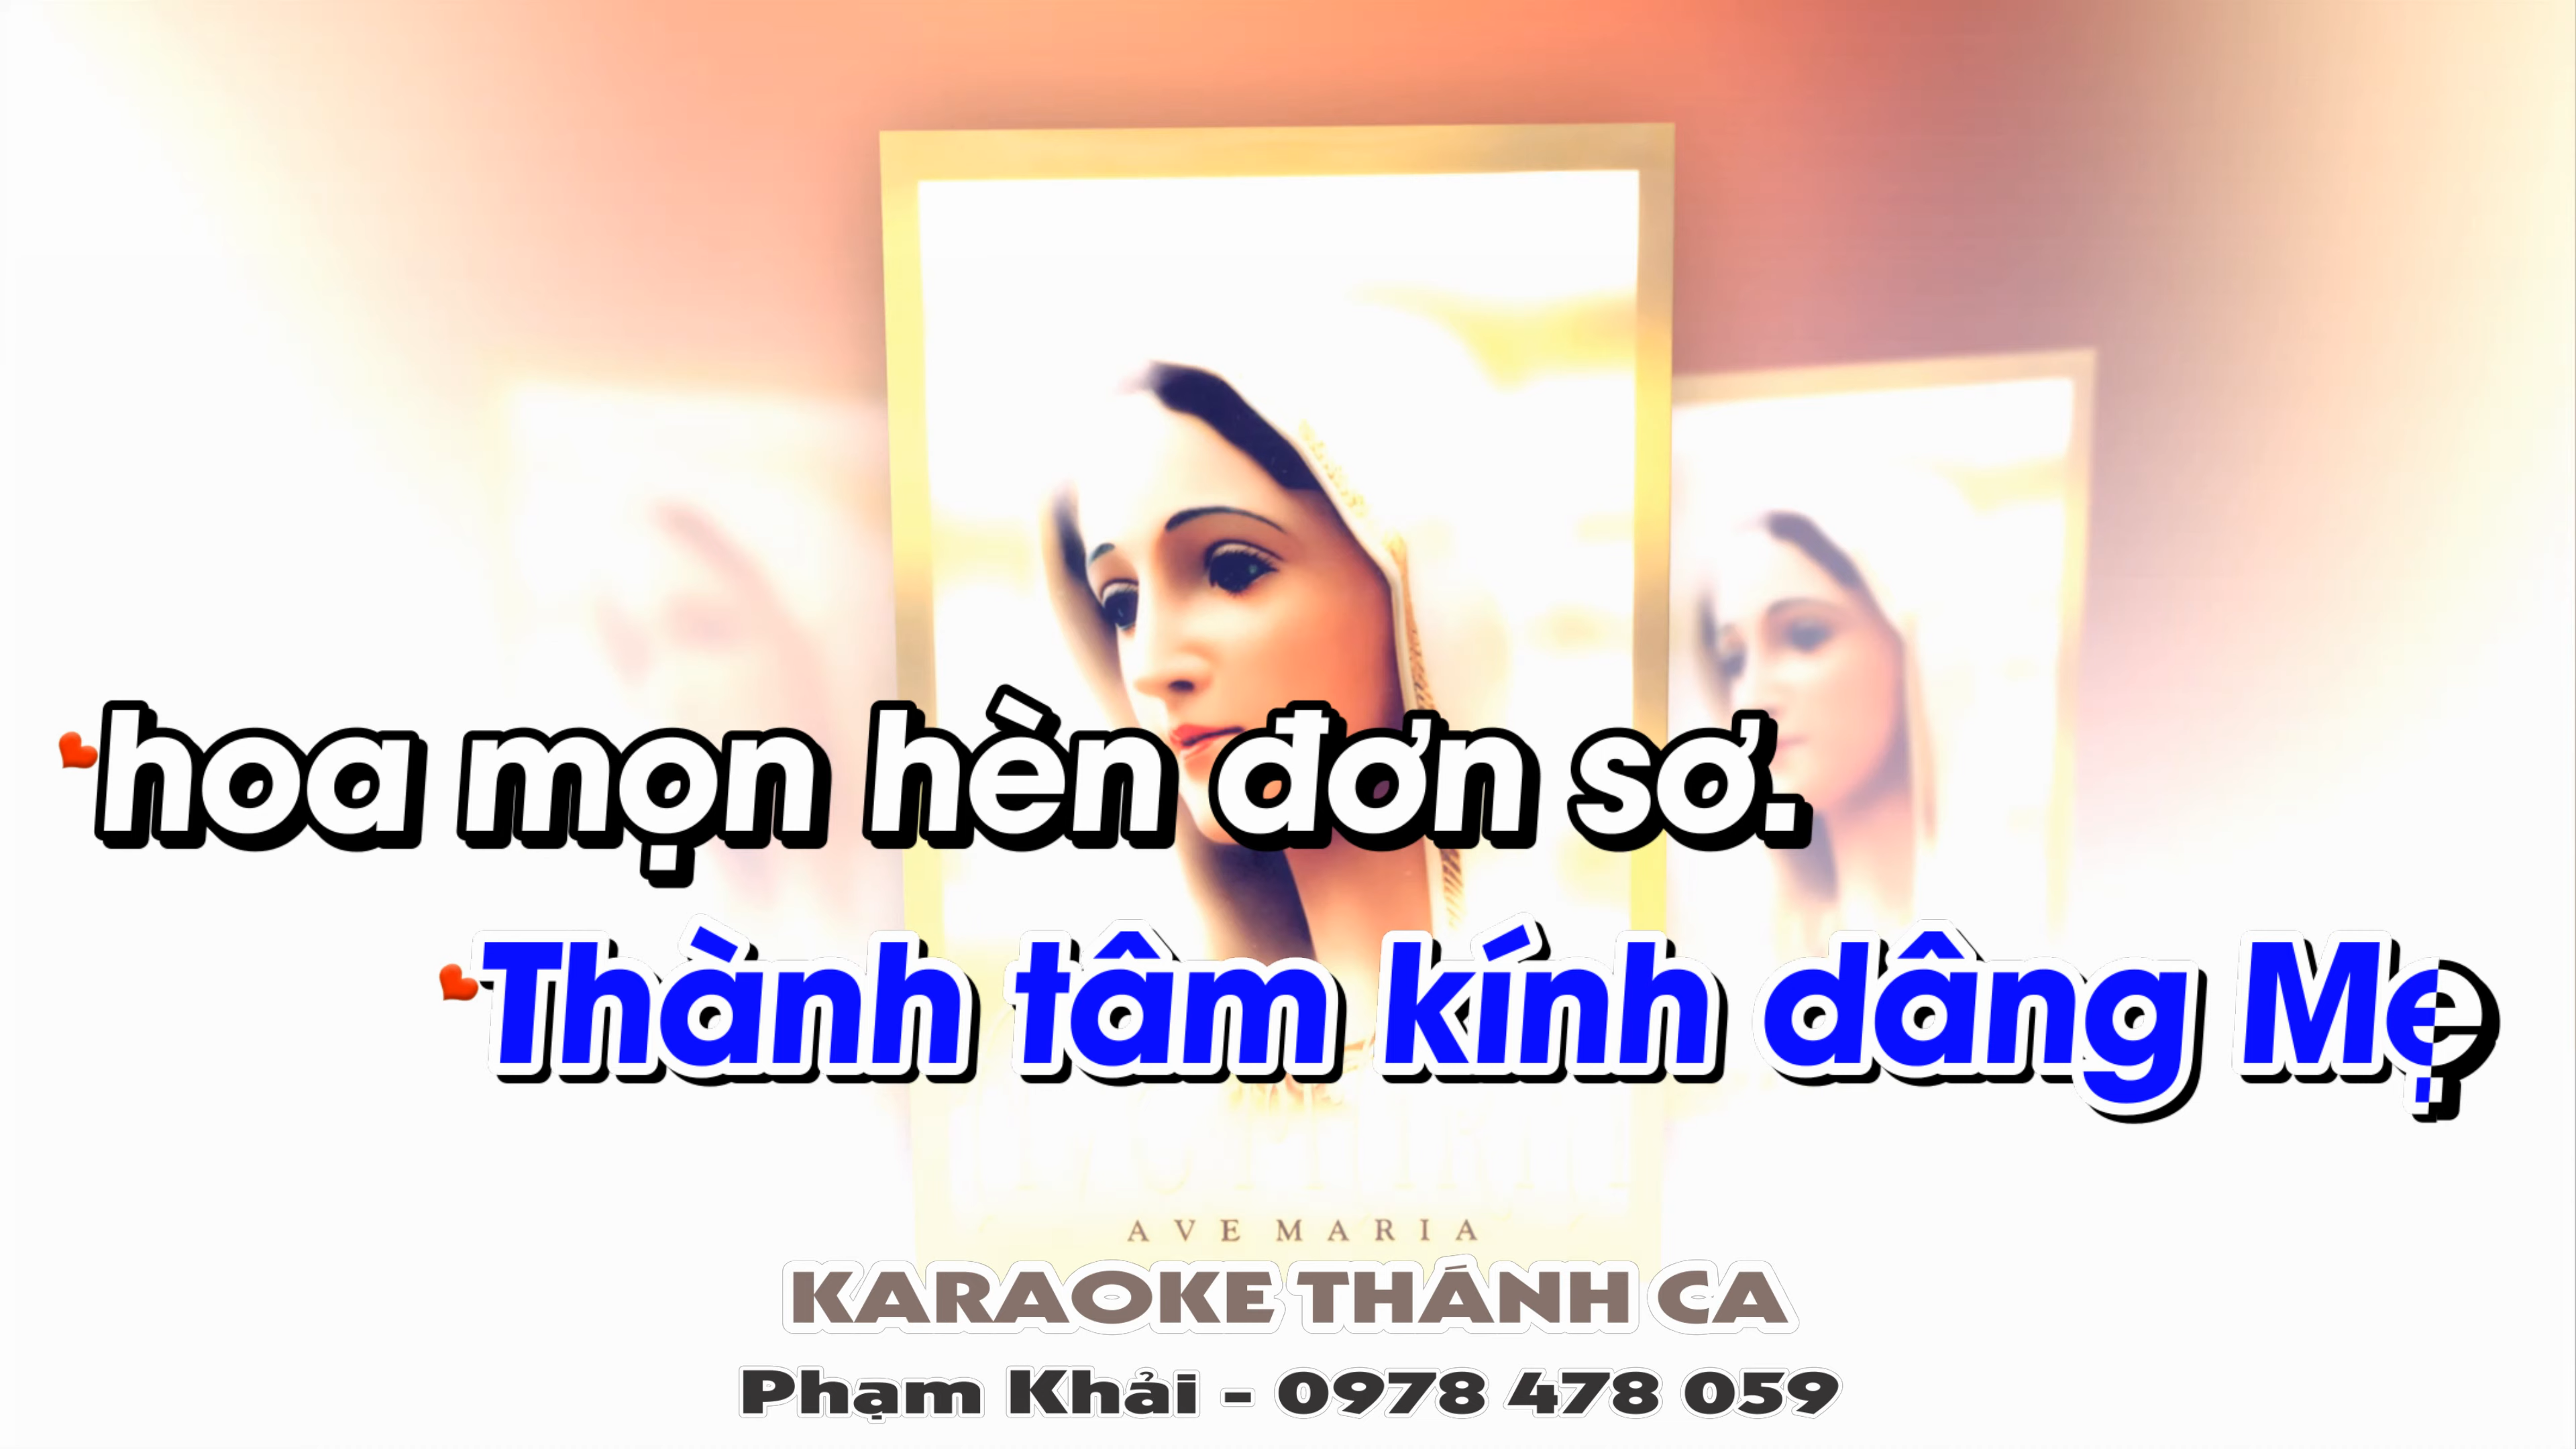 hoa mọn hèn đơn sơ.
Thành tâm kính dâng Mẹ
AVE MARIA
KARAOKE THÁNH CA
Phạm Khải - 0978 478 059